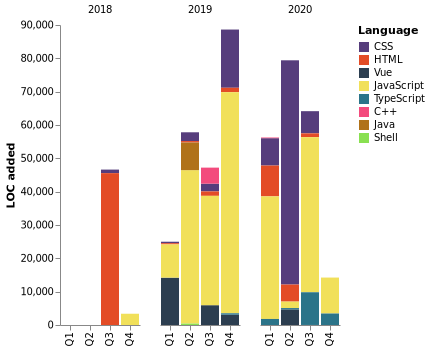 2018 2019 2020
Language
CSS
HTML
Vue
JavaScript
TypeScript
C++
Java
Shell
LOC added
90,000
80,000
70,000
60,000
50,000
40,000
30,000
20,000
10,000
0
Q1 Q2 Q3 Q4 Q1 Q2 Q3 Q4 Q1 Q2 Q3 Q4